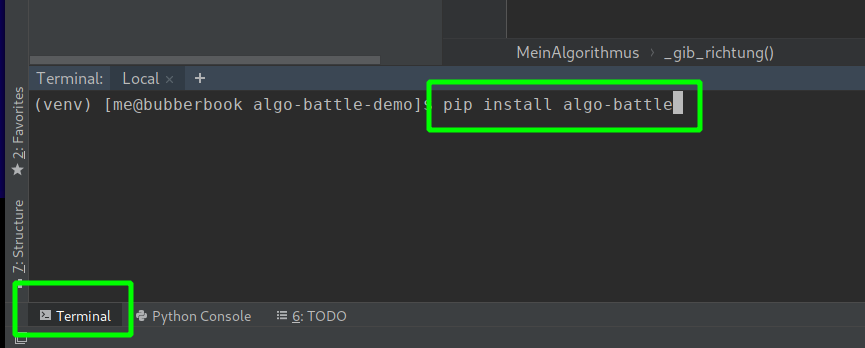 MeinAlgorithmus › _gib_richtung()
Terminal: Local × +
(venv) [me@bubberbook algo-battle-demo]$ pip install algo-battle
2: Favorites
7: Structure
Terminal Python Console 6: TODO